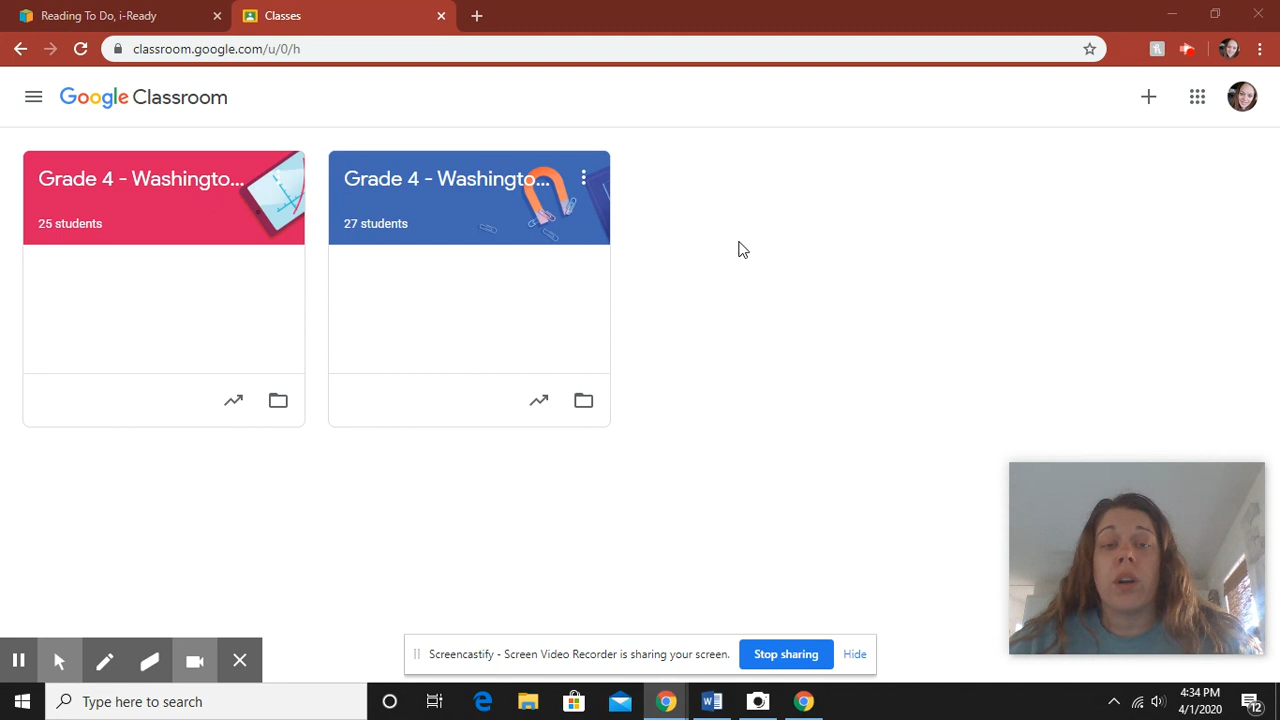 Reading To Do, i-Ready
Classes
classroom.google.com/u/0/h
Google Classroom
Grade 4 - Washingto...
25 students
Grade 4 - Washingto...
27 students
Screencastify - Screen Video Recorder is sharing your screen.
Stop sharing
Hide
Type here to search
4:34 PM
4/1/2020
12